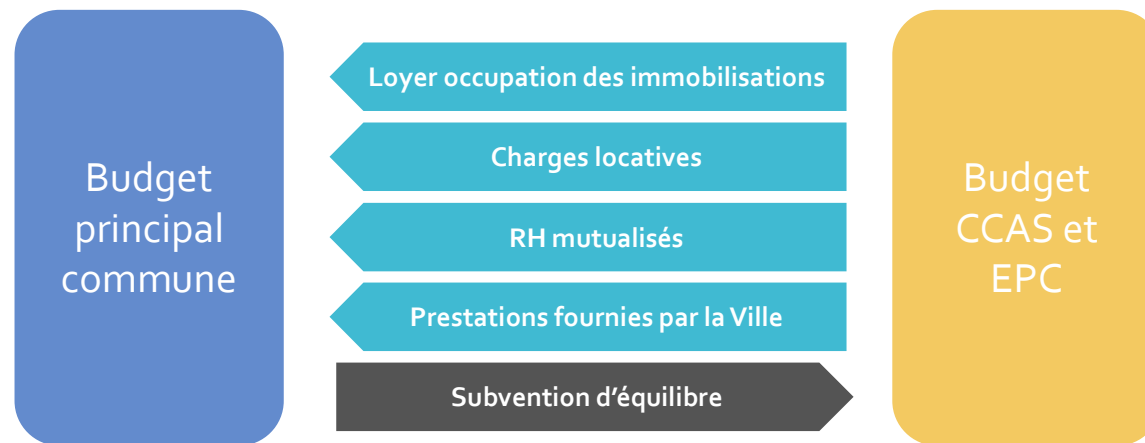 Budget
principal
commune
Loyer occupation des immobilisations
Charges locatives
RH mutualisés
Prestations fournies par la Ville
Subvention d’équilibre
Budget
CCAS et
EPC